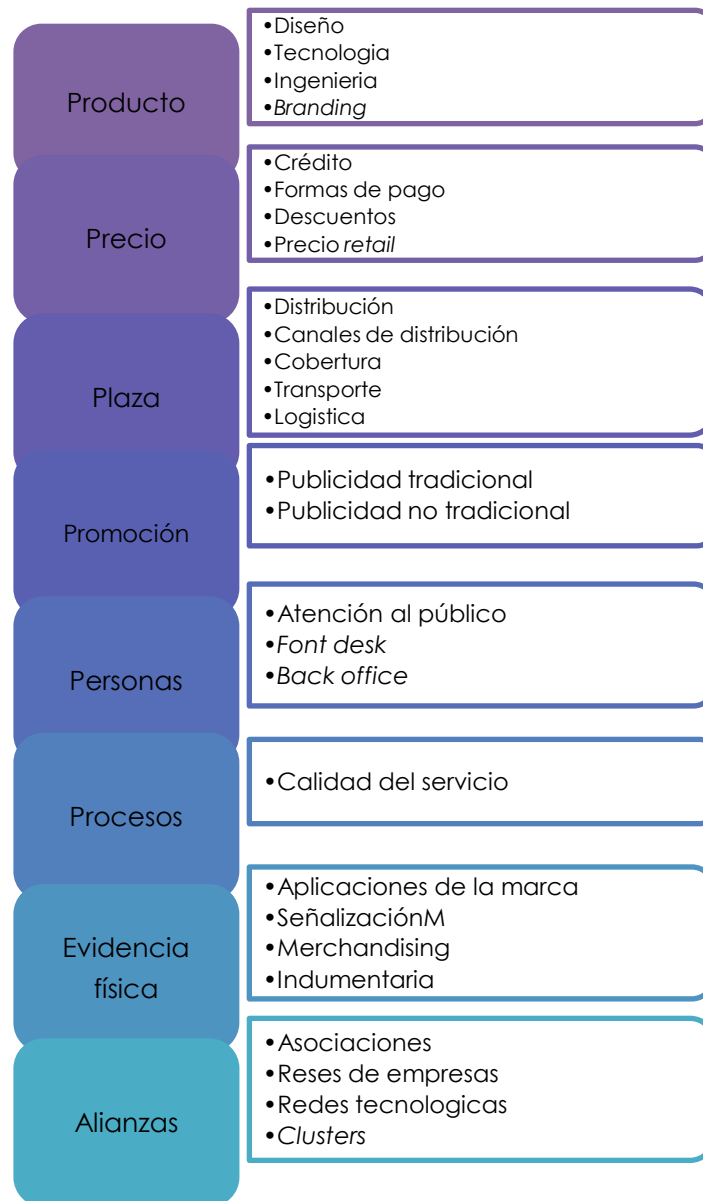 Producto
•Diseño
•Tecnologia
•Ingenieria
•Branding
Precio
•Crédito
•Formas de pago
•Descuentos
•Precio retail
Plaza
•Distribución
•Canales de distribución
•Cobertura
•Transporte
•Logistica
Promoción
•Publicidad tradicional
•Publicidad no tradicional
Personas
•Atención al público
•Font desk
•Back office
Procesos
•Calidad del servicio
Evidencia
física
•Aplicaciones de la marca
•SeñalizaciónM
•Merchandising
•Indumentaria
Alianzas
•Asociaciones
•Reses de empresas
•Redes tecnologicas
•Clusters